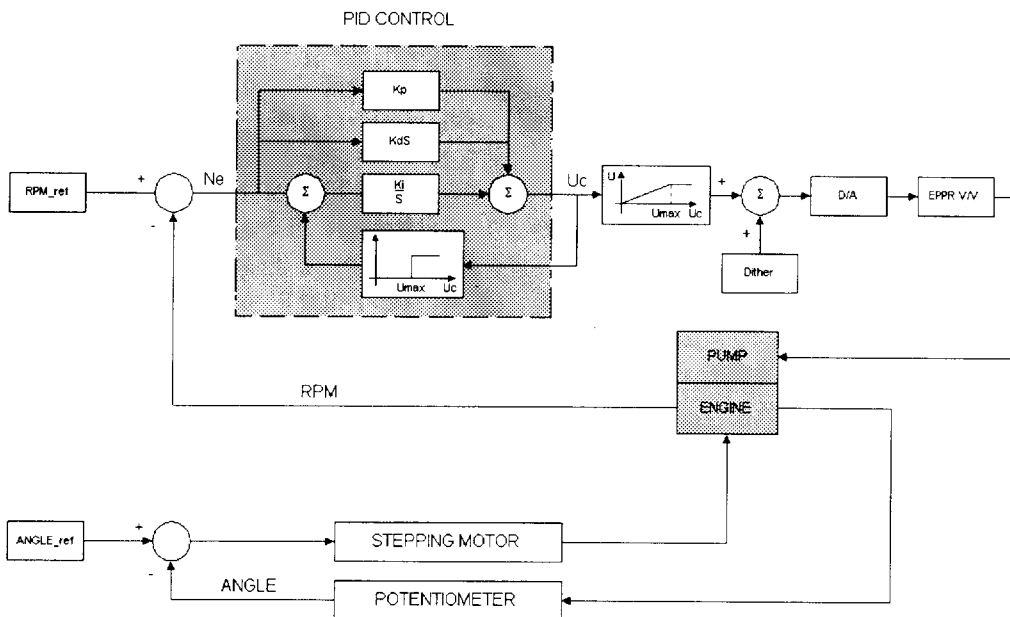 PID CONTROL
Kp
KdS
RPM_ref
+
-
Ne
Σ
Ki
S
Σ
Uc
U
Umax Uc
+
Σ
+
D/A
EPPR V/V
Dither
Umax Uc
PUMP
ENGINE
RPM
ANGLE_ref
+
-
STEPPING MOTOR
ANGLE
POTENTIOMETER